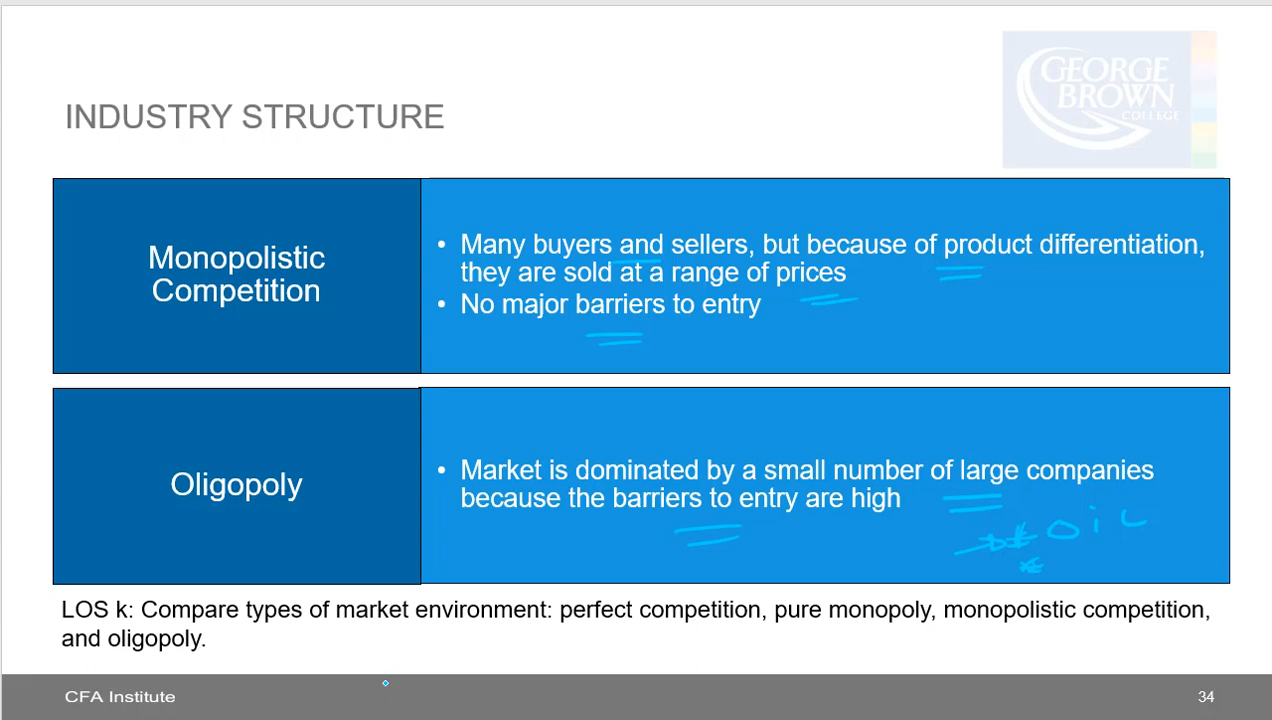 GEORGE
BROWN
COLLEGE
INDUSTRY STRUCTURE
Monopolistic
Competition
• Many buyers and sellers, but because of product differentiation,
they are sold at a range of prices
• No major barriers to entry
Oligopoly
• Market is dominated by a small number of large companies
because the barriers to entry are high
oil
LOS k: Compare types of market environment: perfect competition, pure monopoly, monopolistic competition,
and oligopoly.
CFA Institute
34